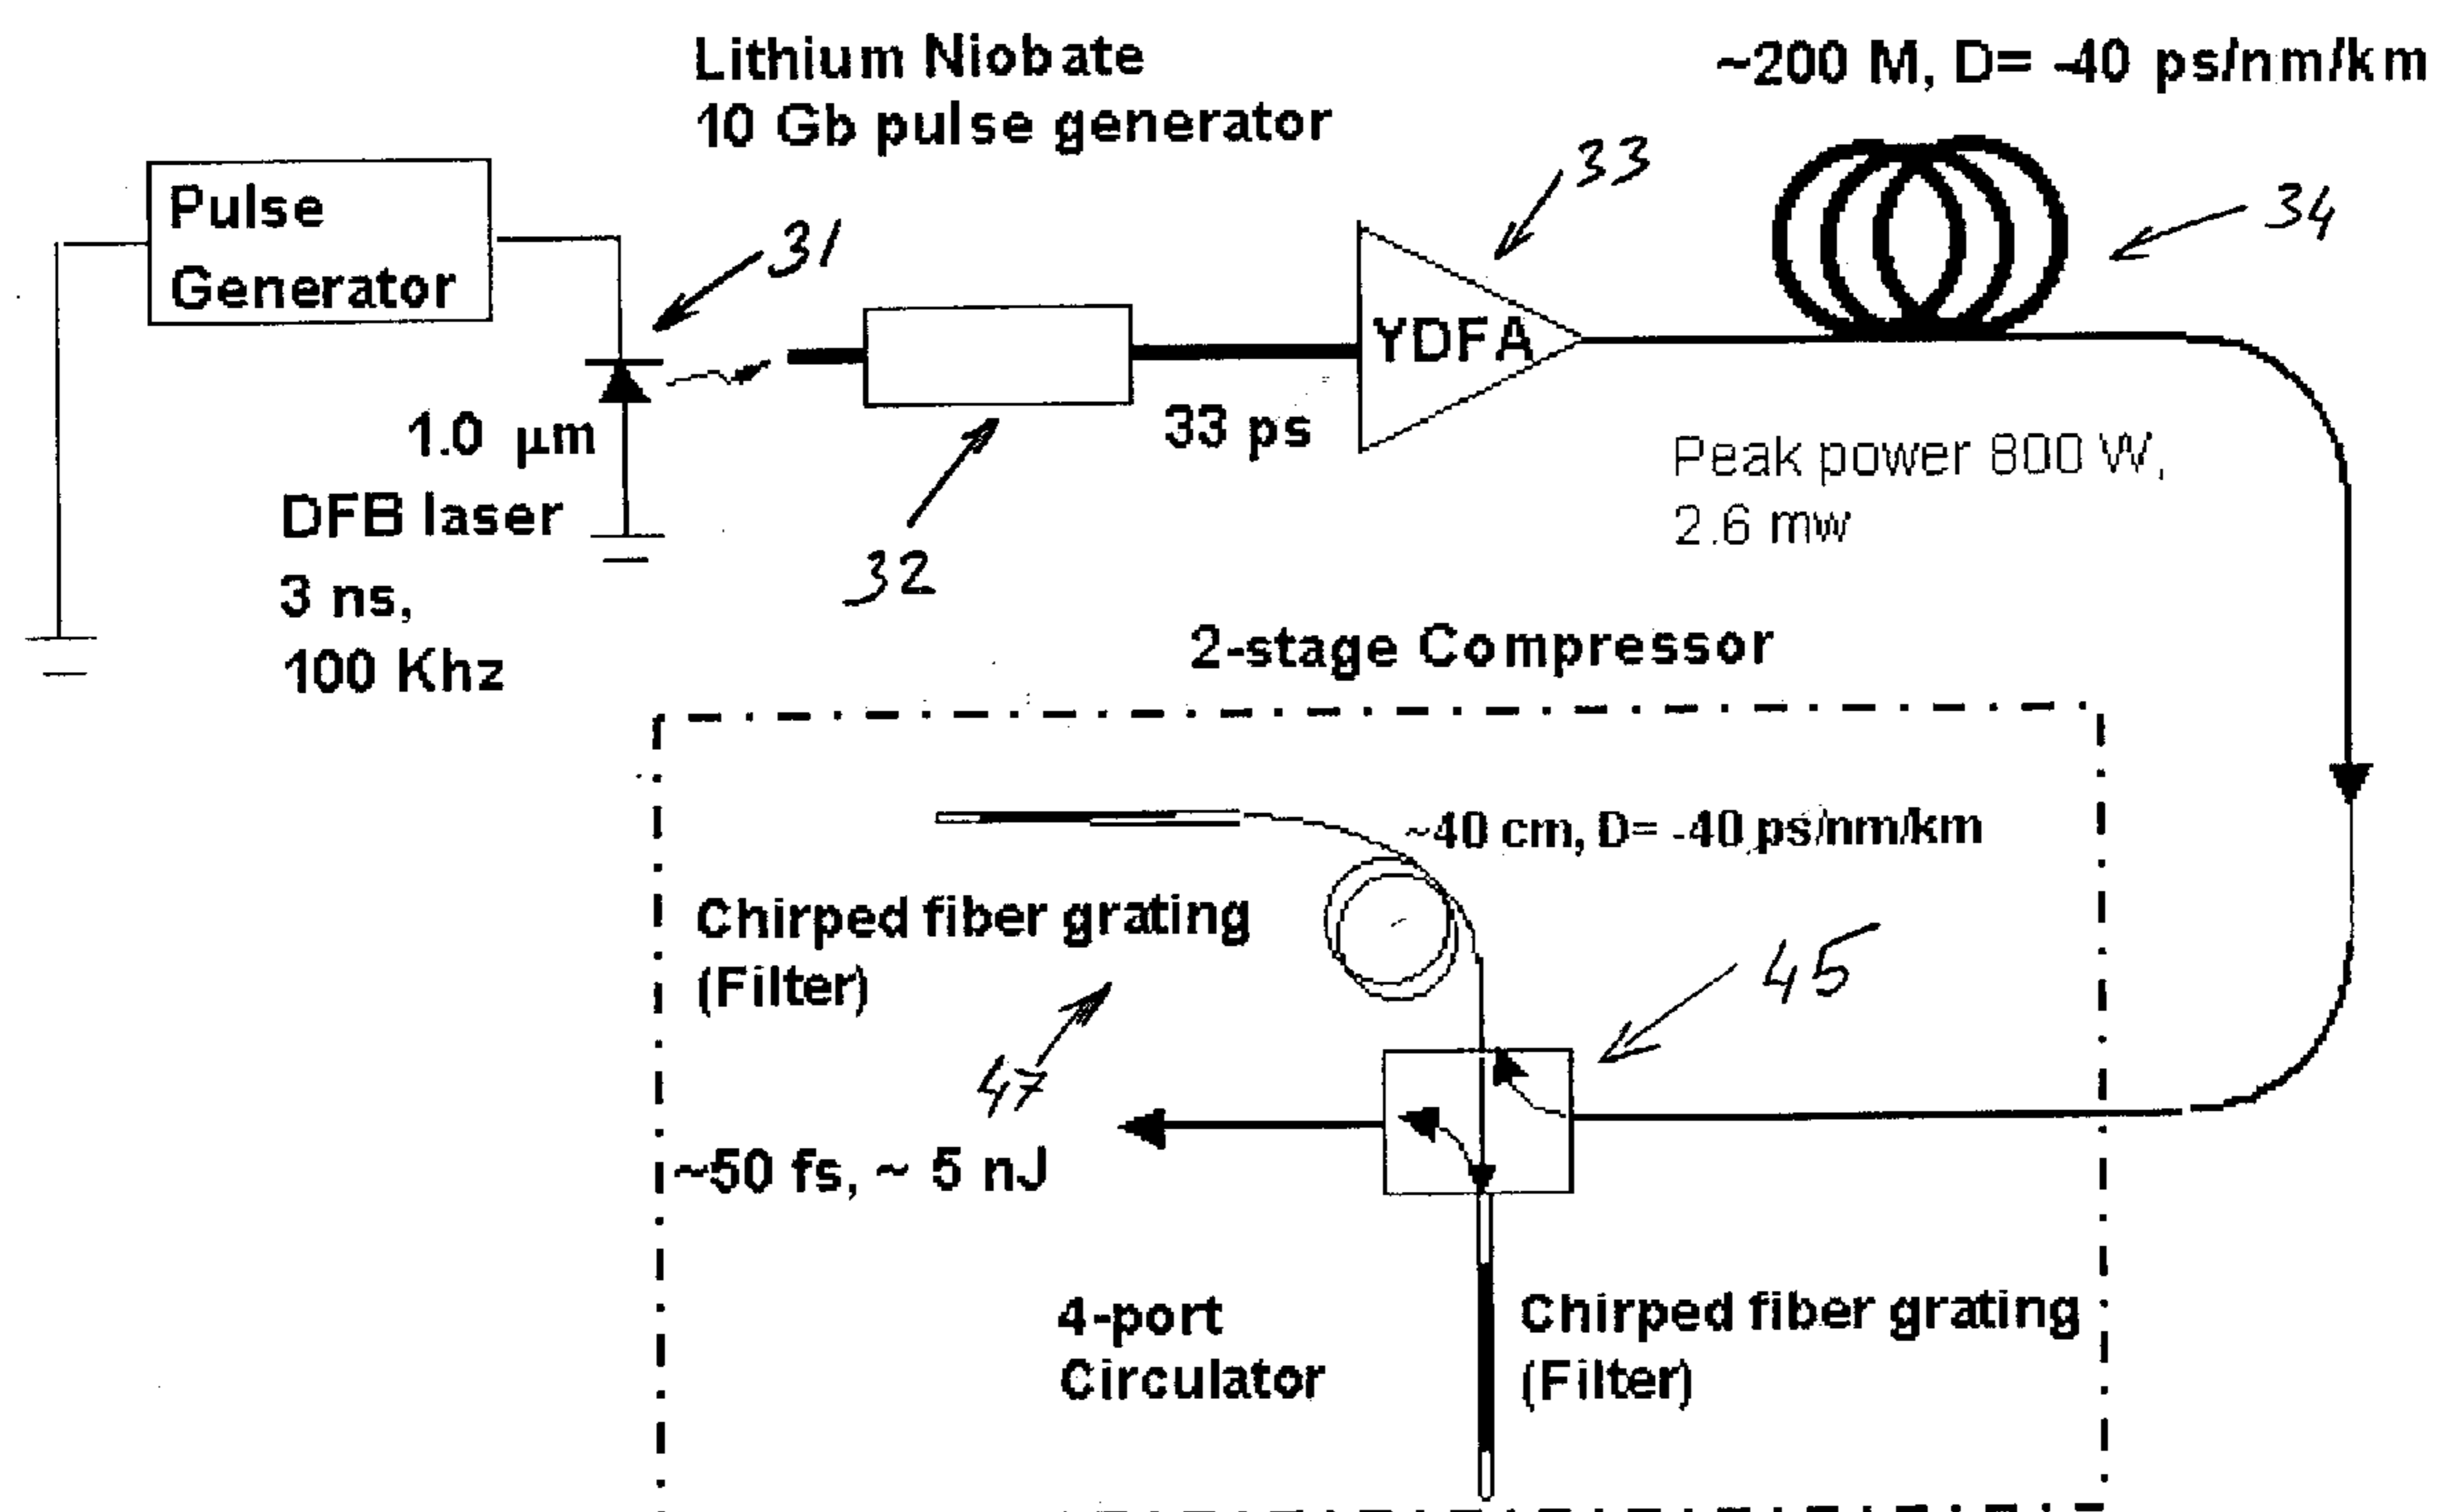 Lithium Niobate
10 Gb pulse generator
~200 M, D= -40 ps/nm/km
Pulse
Generator
31
33
34
YDFA
1.0 μm
DFB laser
3 ns,
100 Khz
33 ps
32
Peak power 800 W,
2.6 mw
2-stage Compressor
~40 cm, D= -40 ps/nm/km
Chirped fiber grating
(Filter)
45
47
~50 fs, ~ 5 nJ
4-port
Circulator
Chirped fiber grating
(Filter)